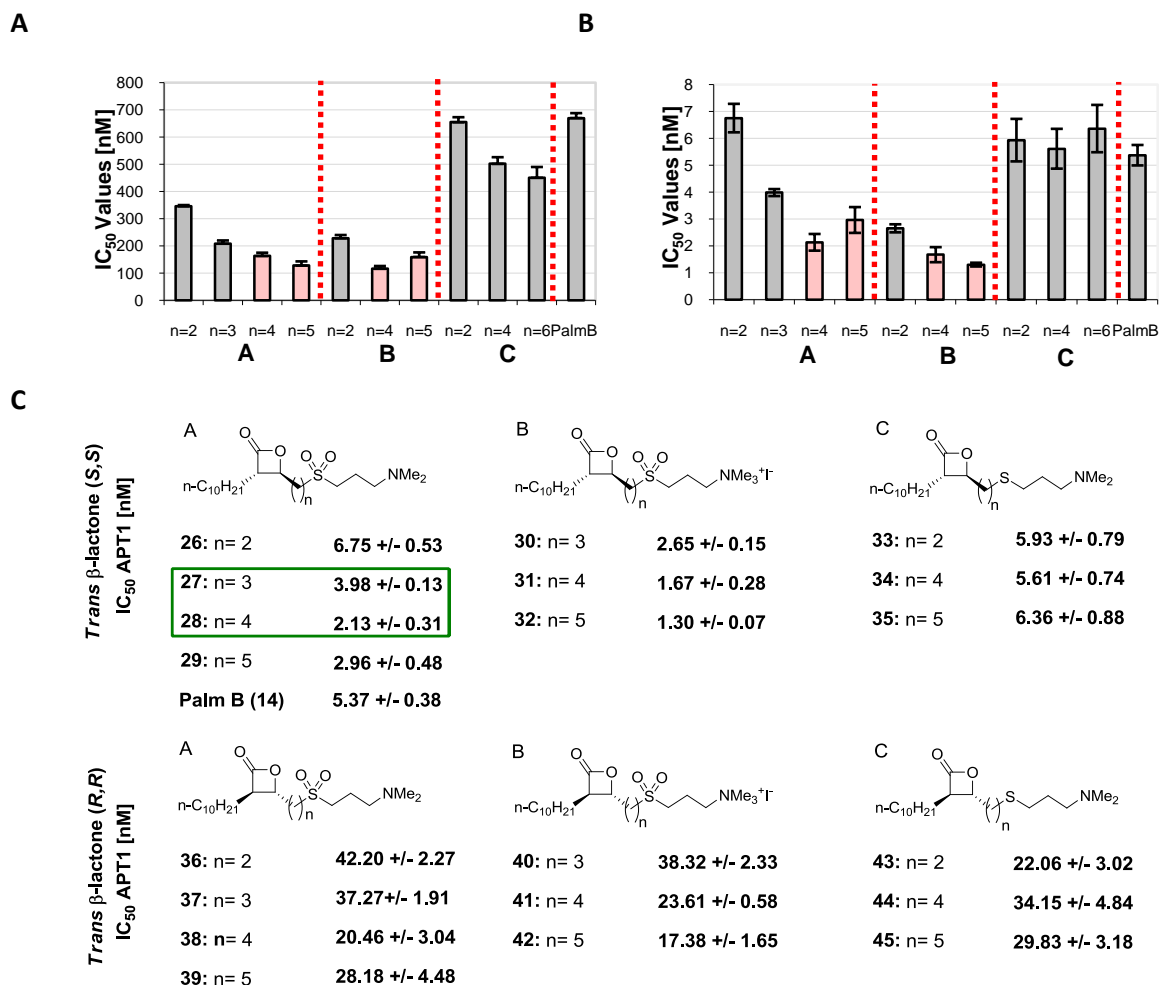 A
B
IC50 Values [nM]
800
700
600
500
400
300
200
100
0
n=2 n=3 n=4 n=5 n=2 n=4 n=5 n=2 n=4 n=6 PalmB
A B C
IC50 Values [nM]
8
7
6
5
4
3
2
1
0
n=2 n=3 n=4 n=5 n=2 n=4 n=5 n=2 n=4 n=6 PalmB
A B C
C
Trans β-lactone (S,S)
IC50 APT1 [nM]
A
O
O
O O
S
n-C10H21
( )n
NMe2
26: n= 2 6.75 +/- 0.53
27: n= 3 3.98 +/- 0.13
28: n= 4 2.13 +/- 0.31
29: n= 5 2.96 +/- 0.48
Palm B (14) 5.37 +/- 0.38
B
O
O
O O
S
n-C10H21
( )n
NMe3+I-
30: n= 3 2.65 +/- 0.15
31: n= 4 1.67 +/- 0.28
32: n= 5 1.30 +/- 0.07
C
O
O
S
n-C10H21
( )n
NMe2
33: n= 2 5.93 +/- 0.79
34: n= 4 5.61 +/- 0.74
35: n= 5 6.36 +/- 0.88
Trans β-lactone (R,R)
IC50 APT1 [nM]
A
O
O
O O
S
n-C10H21
( )n
NMe2
36: n= 2 42.20 +/- 2.27
37: n= 3 37.27+/- 1.91
38: n= 4 20.46 +/- 3.04
39: n= 5 28.18 +/- 4.48
B
O
O
O O
S
n-C10H21
( )n
NMe3+I-
40: n= 3 38.32 +/- 2.33
41: n= 4 23.61 +/- 0.58
42: n= 5 17.38 +/- 1.65
C
O
O
S
n-C10H21
( )n
NMe2
43: n= 2 22.06 +/- 3.02
44: n= 4 34.15 +/- 4.84
45: n= 5 29.83 +/- 3.18